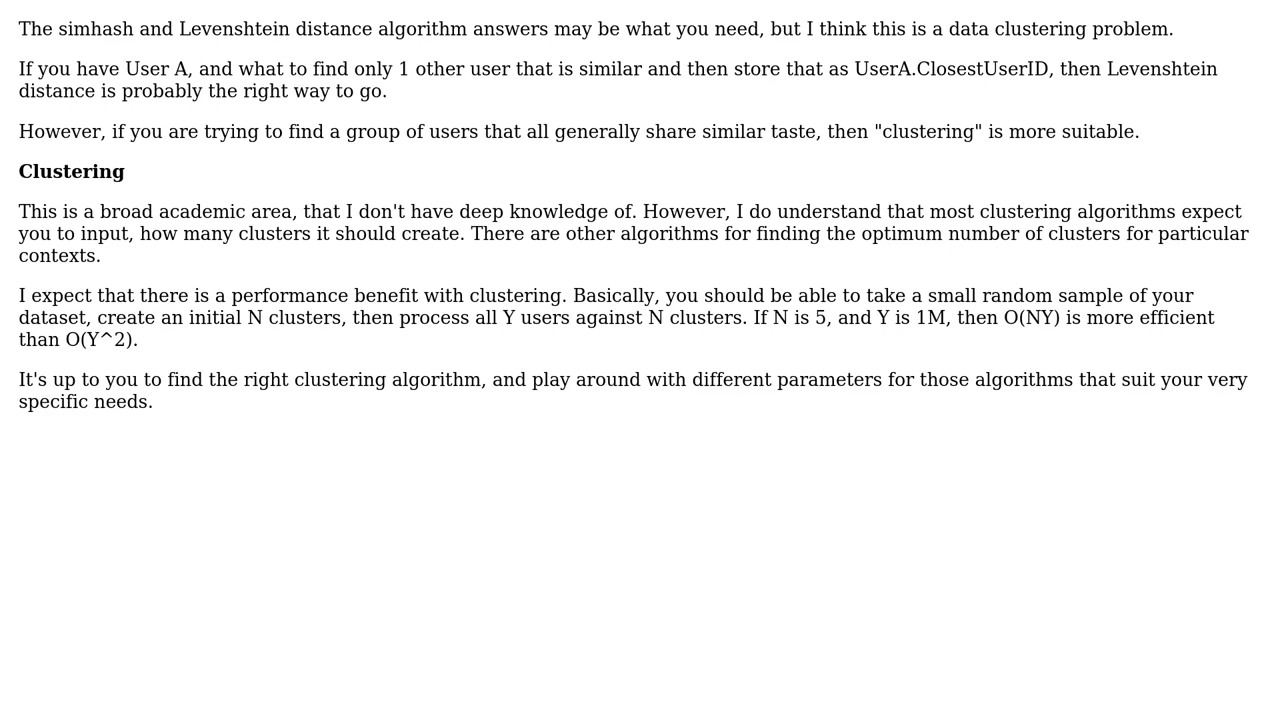 The simhash and Levenshtein distance algorithm answers may be what you need, but I think this is a data clustering problem.
If you have User A, and what to find only 1 other user that is similar and then store that as UserA.ClosestUserID, then Levenshtein
distance is probably the right way to go.
However, if you are trying to find a group of users that all generally share similar taste, then "clustering" is more suitable.
Clustering
This is a broad academic area, that I don't have deep knowledge of. However, I do understand that most clustering algorithms expect
you to input, how many clusters it should create. There are other algorithms for finding the optimum number of clusters for particular
contexts.
I expect that there is a performance benefit with clustering. Basically, you should be able to take a small random sample of your
dataset, create an initial N clusters, then process all Y users against N clusters. If N is 5, and Y is 1M, then O(NY) is more efficient
than O(Y^2).
It's up to you to find the right clustering algorithm, and play around with different parameters for those algorithms that suit your very
specific needs.